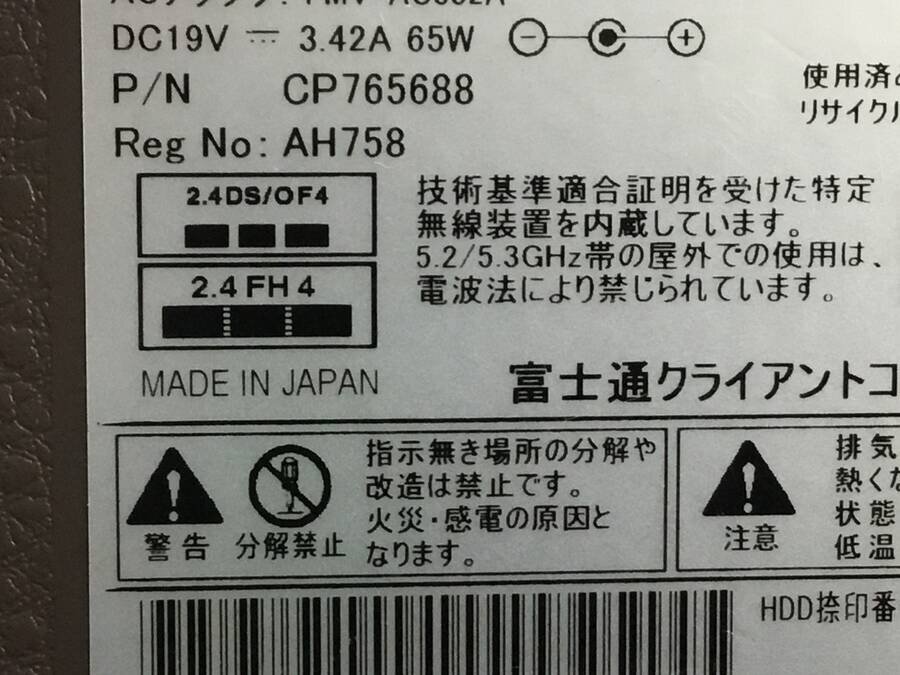 DC19V ⎓ 3.42A 65W
P/N CP765688
Reg No: AH758
使用済
リサイクル
2.4DS/OF4
2.4 FH 4
技術基準適合証明を受けた特定
無線装置を内蔵しています。
5.2/5.3GHz帯の屋外での使用は、
電波法により禁じられています。
MADE IN JAPAN
富士通クライアントコ
指示無き場所の分解や
改造は禁止です。
火災・感電の原因と
なります。
警告 分解禁止
排気
熱くな
状態
低温
注意
HDD捺印番